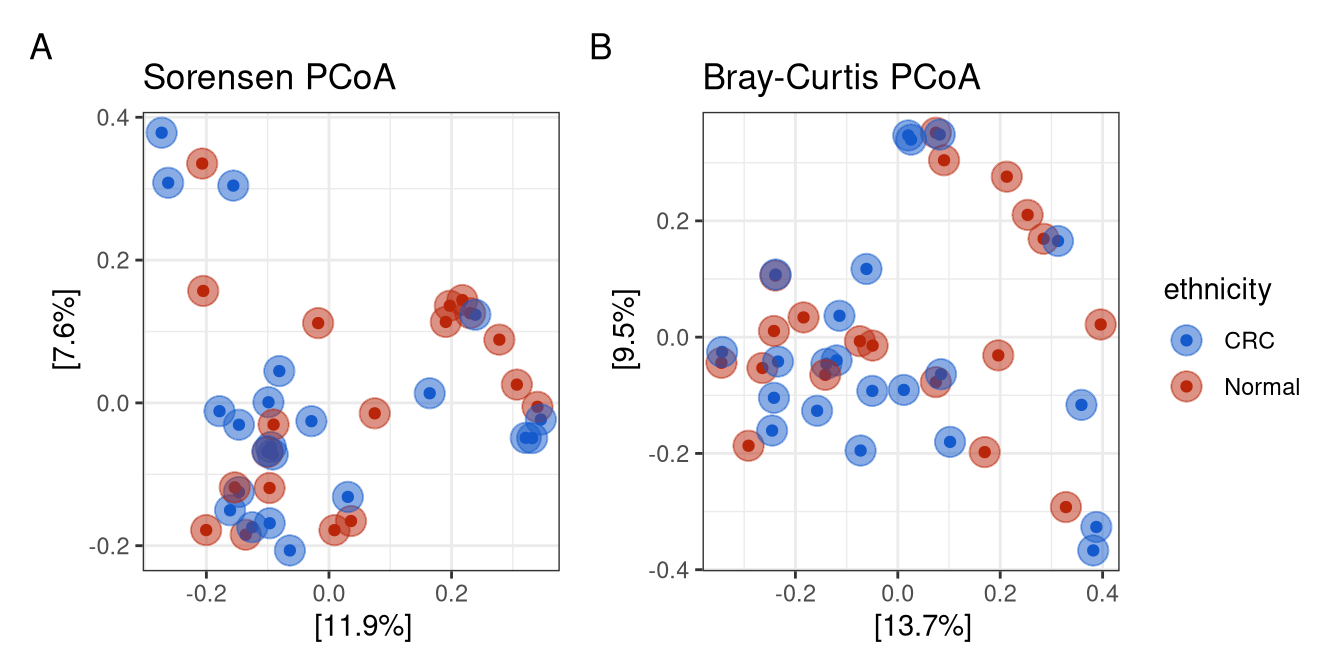 A
Sorensen PCoA
0.4
0.2
0.0
-0.2
-0.2
0.0
0.2
[11.9%]
[7.6%]
B
Bray-Curtis PCoA
0.2
0.0
-0.2
-0.4
-0.2
0.0
0.2
0.4
[13.7%]
[9.5%]
ethnicity
CRC
Normal